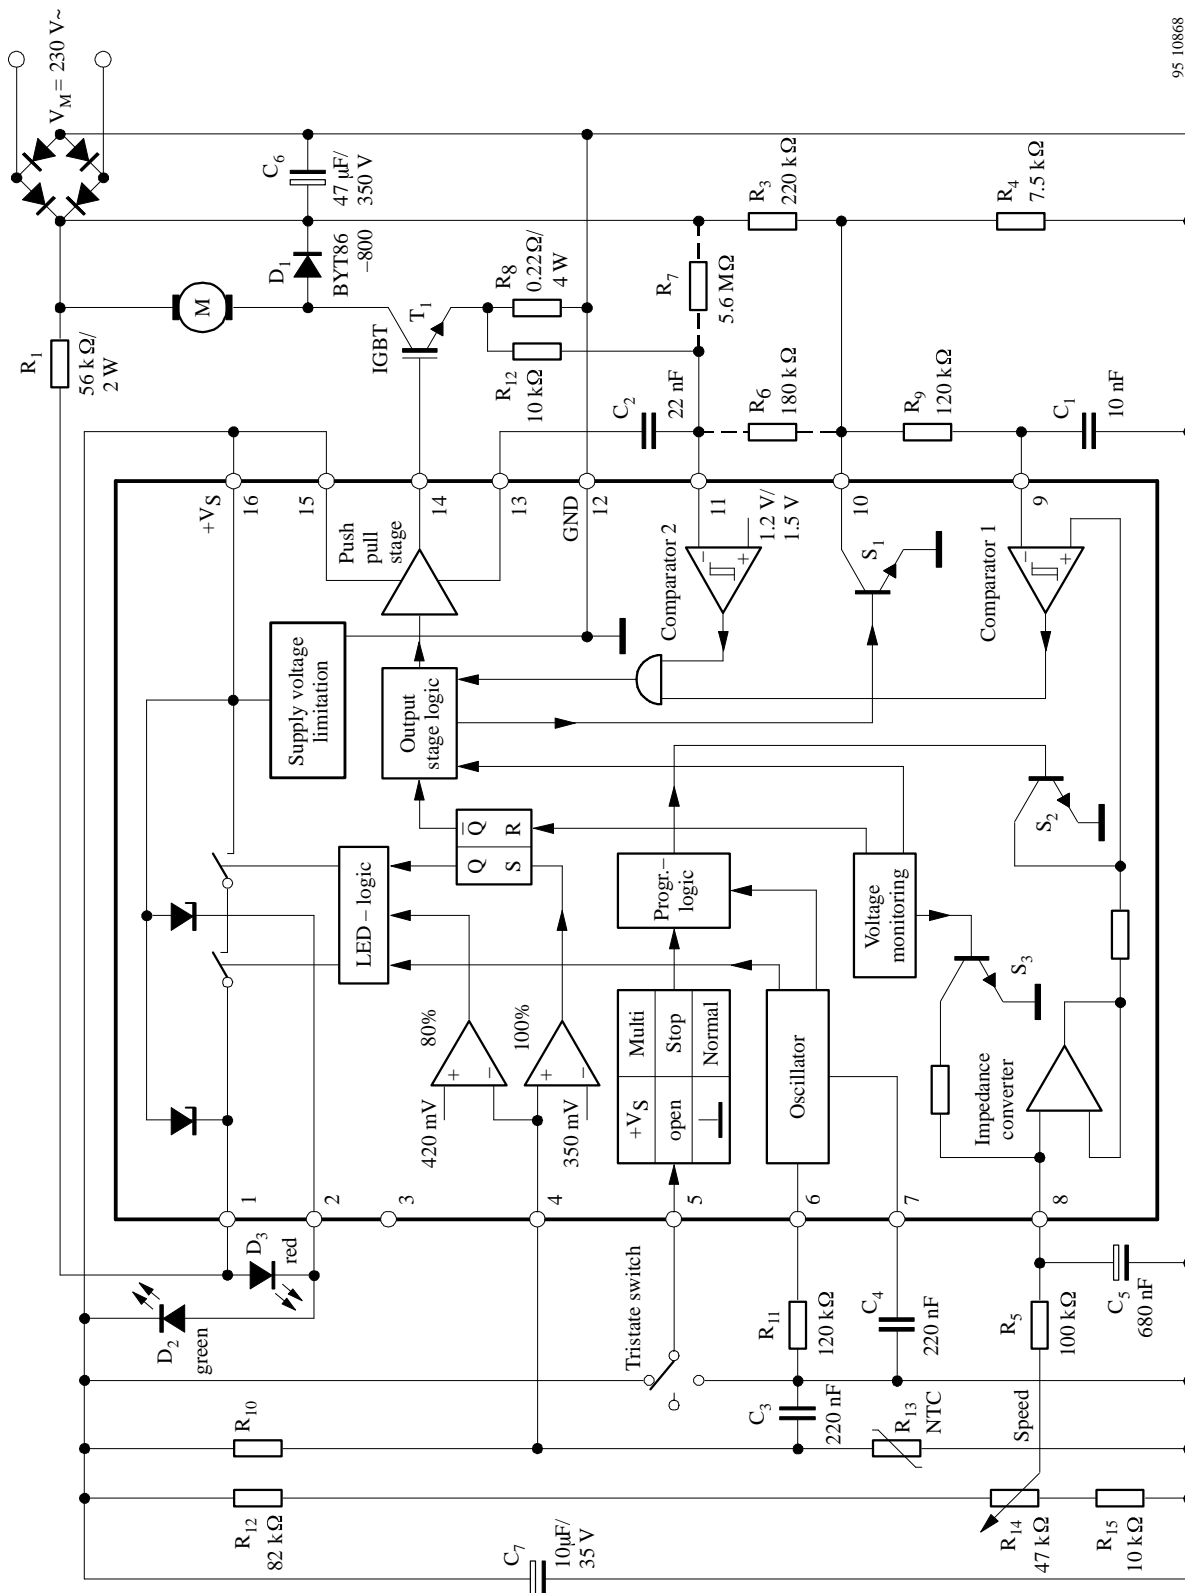 V_M = 230 V~
R1
56 kΩ/
2 W
M
D1
BYT86
–800
C6
47 µF/
350 V
IGBT
T1
R8
0.22Ω/
4 W
R12
10 kΩ
R7
5.6 MΩ
R3
220 kΩ
R4
7.5 kΩ
C2
22 nF
R6
180 kΩ
R9
120 kΩ
C1
10 nF
+VS
16
15
14
13
GND
12
11
10
9
Push
pull
stage
Supply voltage
limitation
Output
stage logic
Comparator 2
1.2 V/
1.5 V
S1
Comparator 1
LED – logic
Q
Q̅
S
R
Progr.–
logic
Voltage
monitoring
S2
S3
80%
420 mV
100%
350 mV
+
–
+
–
+
–
+
–
+VS
Multi
open
Stop
Normal
Oscillator
Impedance
converter
1
2
3
4
5
6
7
8
D3
red
D2
green
Tristate switch
R11
120 kΩ
C4
220 nF
R5
100 kΩ
C5
680 nF
R10
C3
220 nF
R13
NTC
Speed
R12
82 kΩ
R14
47 kΩ
R15
10 kΩ
C7
10µF/
35 V
95 10868